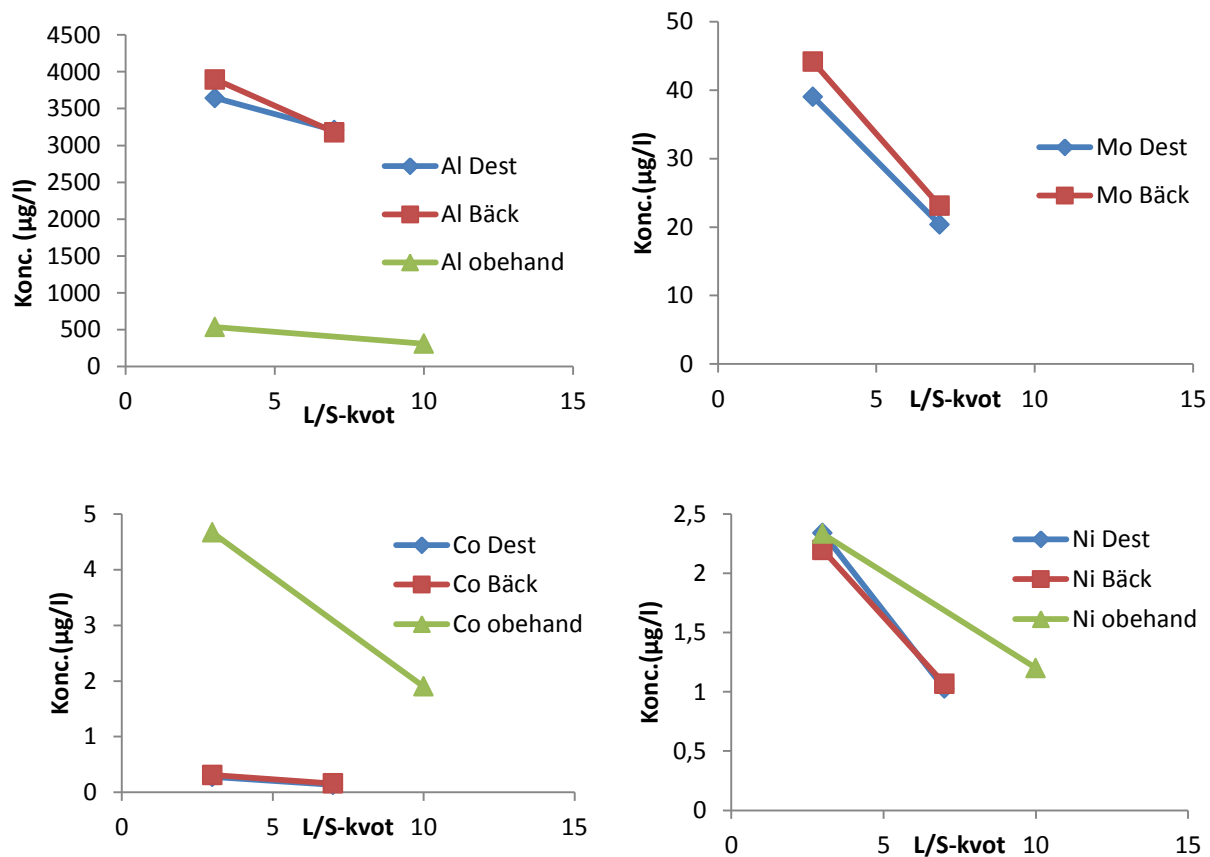 Konc. (µg/l)
4500
4000
3500
3000
2500
2000
1500
1000
500
0
0
5
10
15
L/S-kvot
Al Dest
Al Bäck
Al obehand
Konc.(µg/l)
50
40
30
20
10
0
0
5
10
15
L/S-kvot
Mo Dest
Mo Bäck
Konc.(µg/l)
5
4
3
2
1
0
0
5
10
15
L/S-kvot
Co Dest
Co Bäck
Co obehand
Konc.(µg/l)
2,5
2
1,5
1
0,5
0
0
5
10
15
L/S-kvot
Ni Dest
Ni Bäck
Ni obehand